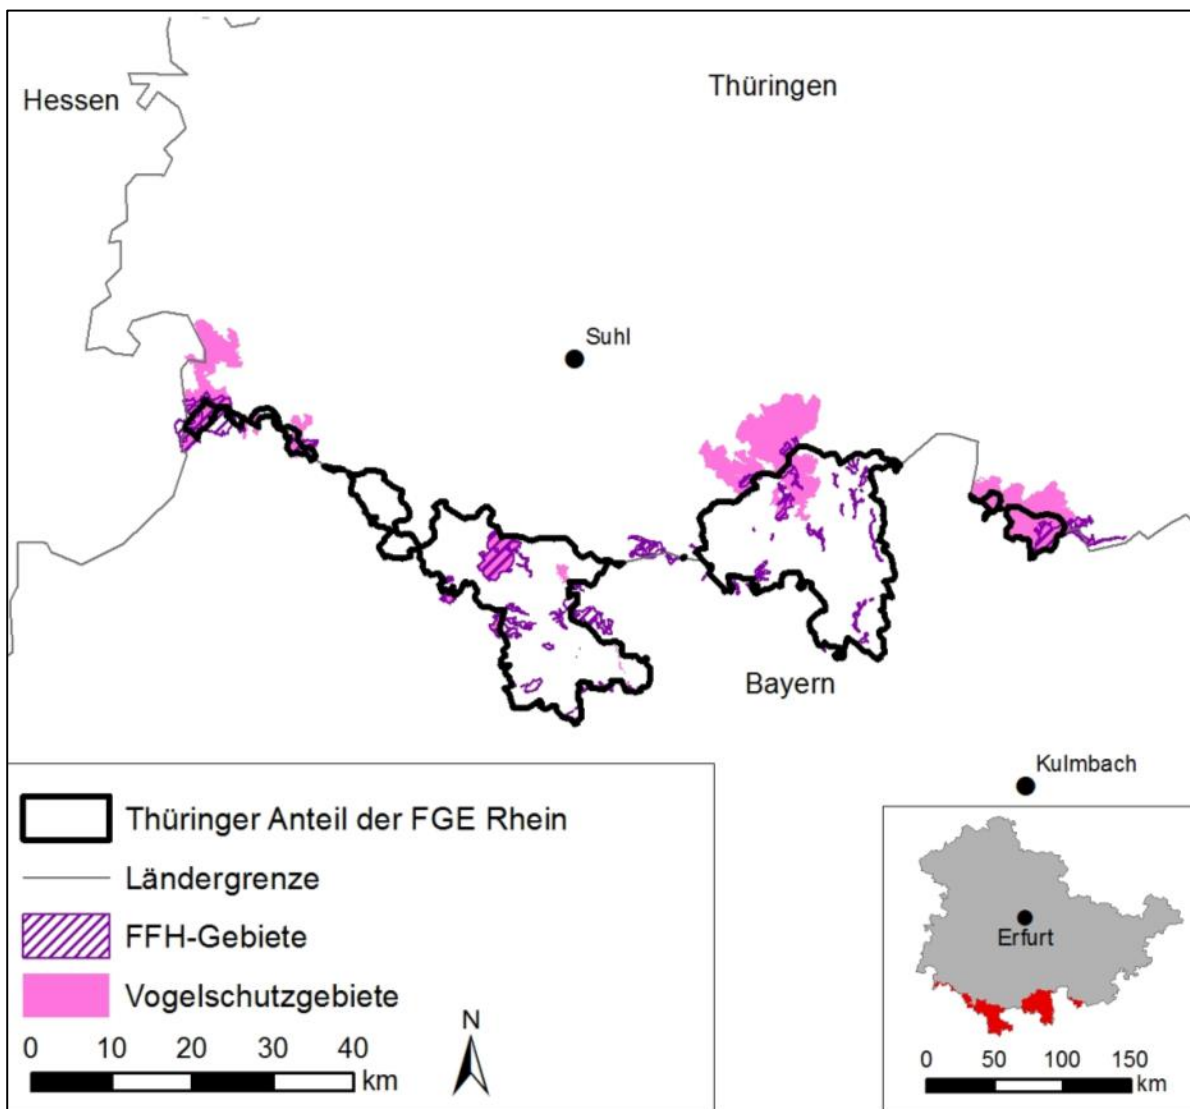 Hessen
Thüringen
Suhl
Bayern
Kulmbach
Thüringer Anteil der FGE Rhein
Ländergrenze
FFH-Gebiete
Vogelschutzgebiete
N
0 10 20 30 40
km
Erfurt
0 50 100 150
km